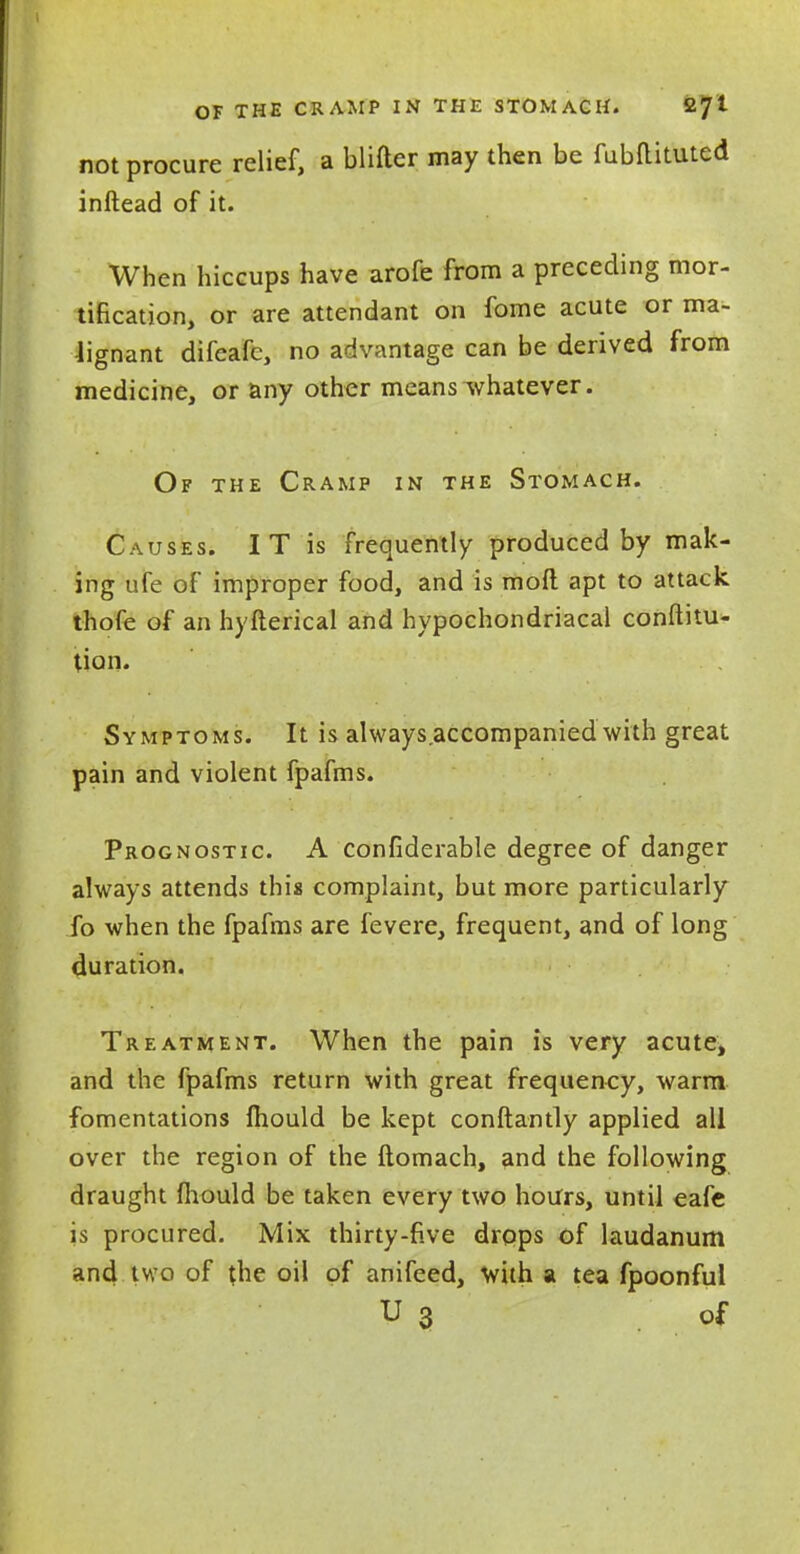 OF THE CRAMP IN THE STOMACH. 271
not procure relief, a bliſter may then be ſubſtituted
inſtead of it.
When hiccups have aroſe from a preceding mor-
tification, or are attendant on ſome acute or ma-
lignant diſeaſe, no advantage can be derived from
medicine, or any other means whatever.
OF THE CRAMP IN THE STOMACH.
CAUSES. IT is frequently produced by mak-
ing uſe of improper food, and is moſt apt to attack
thoſe of an hyſterical and hypochondriacal conſtitu-
tion.
SYMPTOMS. It is always accompanied with great
pain and violent ſpaſms.
PROGNOSTIC. A conſiderable degree of danger
always attends this complaint, but more particularly
ſo when the ſpaſms are ſevere, frequent, and of long
duration.
TREATMENT. When the pain is very acute,
and the ſpaſms return with great frequency, warm
fomentations ſhould be kept conſtantly applied all
over the region of the ſtomach, and the following
draught ſhould be taken every two hours, until eaſe
is procured. Mix thirty-five drops of laudanum
and two of the oil of aniſeed, with a tea ſpoonful
U 3 of